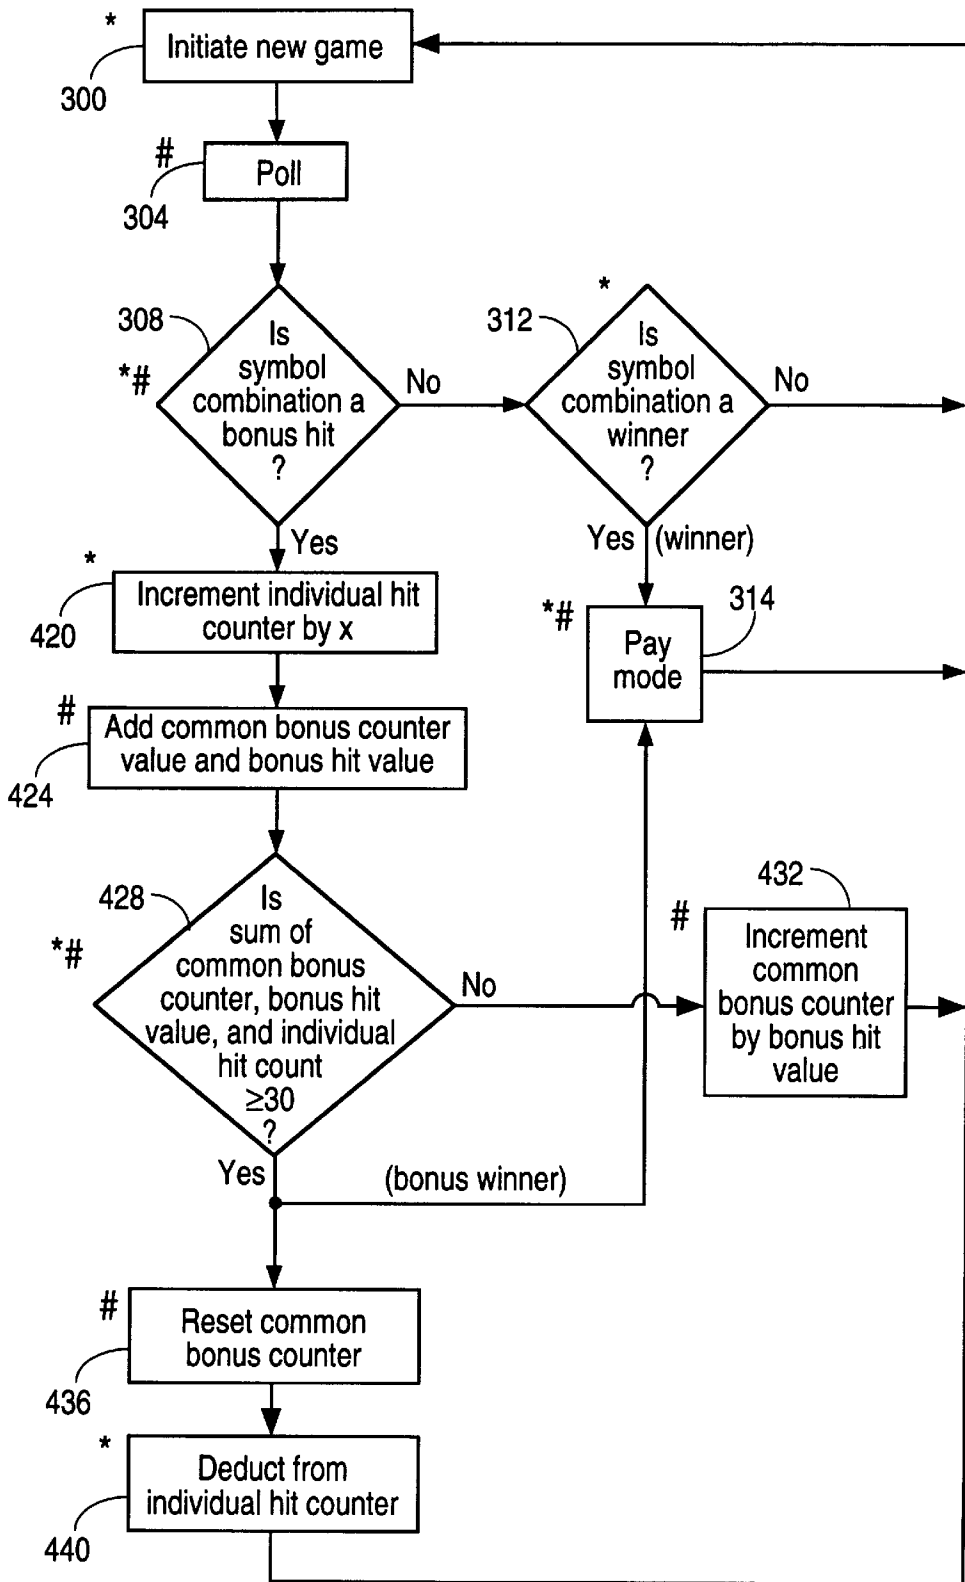 *
Initiate new game
300
#
Poll
304
308
*#
Is
symbol
combination a
bonus hit
?
No
*
312
Is
symbol
combination a
winner
?
No
Yes
Yes (winner)
*
Increment individual hit
counter by x
420
*#
Pay
mode
314
#
Add common bonus counter
value and bonus hit value
424
428
*#
Is
sum of
common bonus
counter, bonus hit
value, and individual
hit count
≥30
?
No
432
#
Increment
common
bonus counter
by bonus hit
value
Yes
(bonus winner)
#
Reset common
bonus counter
436
*
Deduct from
individual hit counter
440